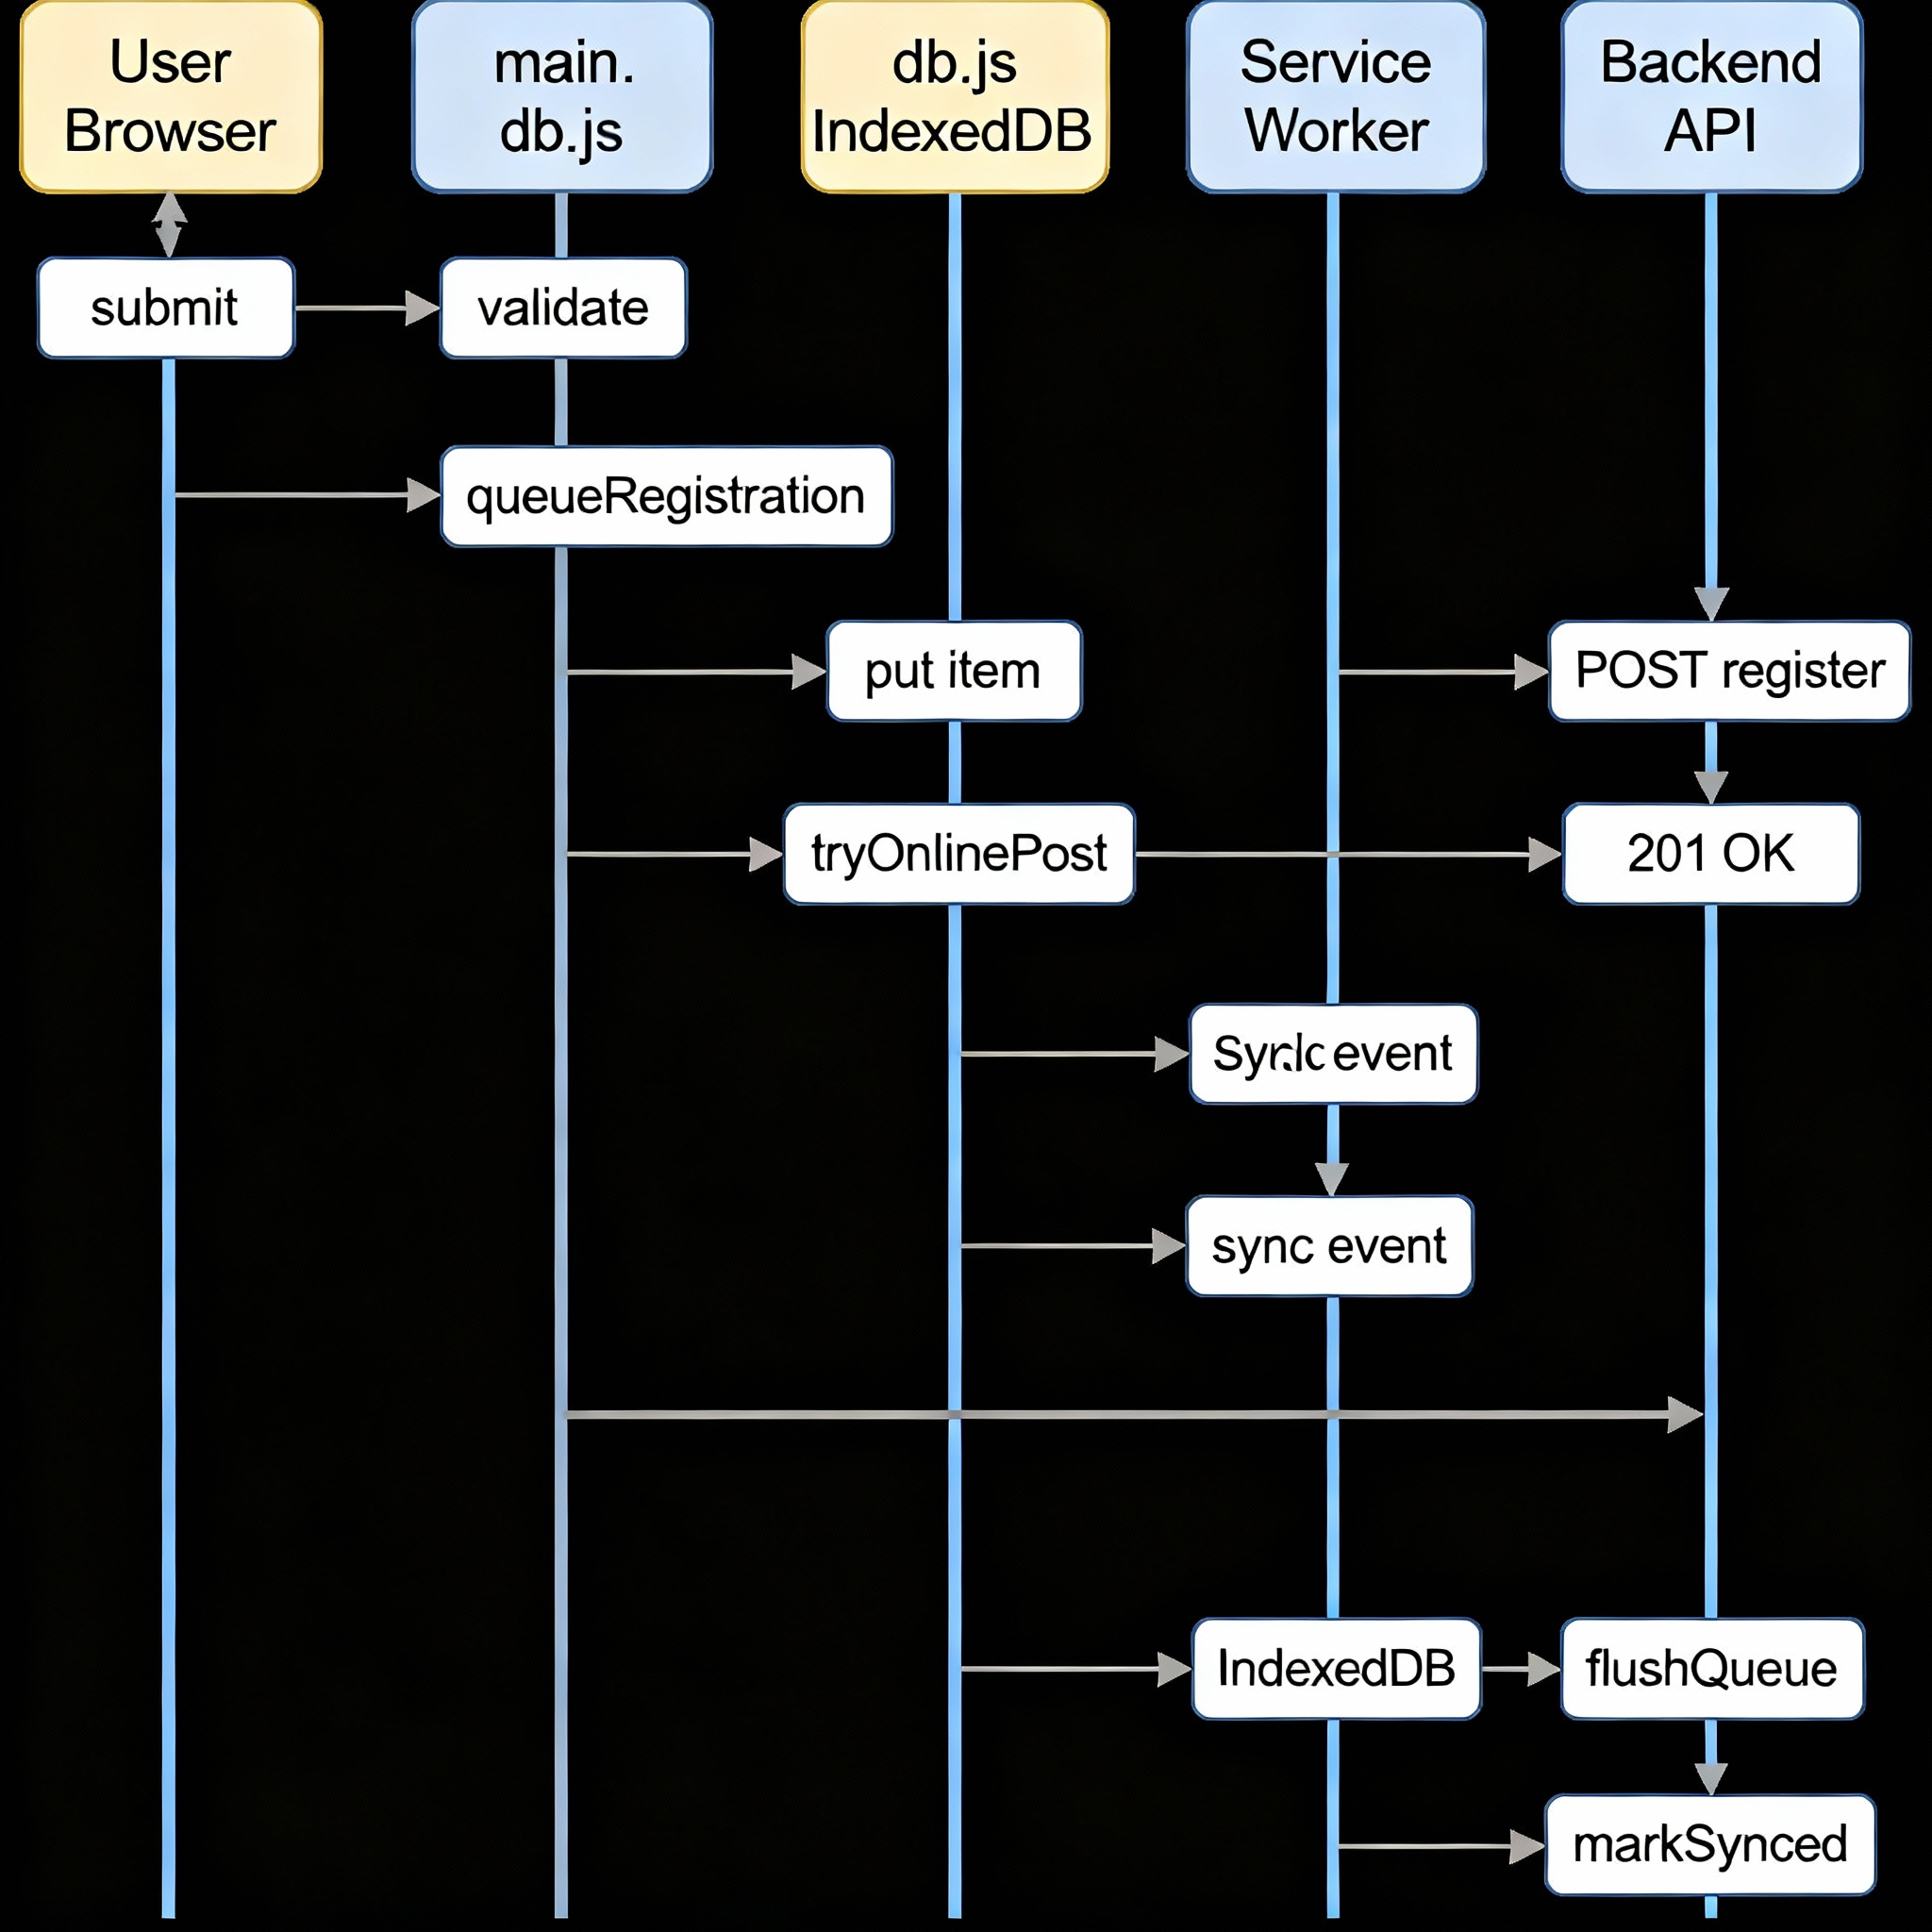 User
Browser
main.
db.js
db.js
IndexedDB
Service
Worker
Backend
API
submit
validate
queueRegistration
put item
POST register
tryOnlinePost
201 OK
event
sync event
IndexedDB
flushQueue
markSynced